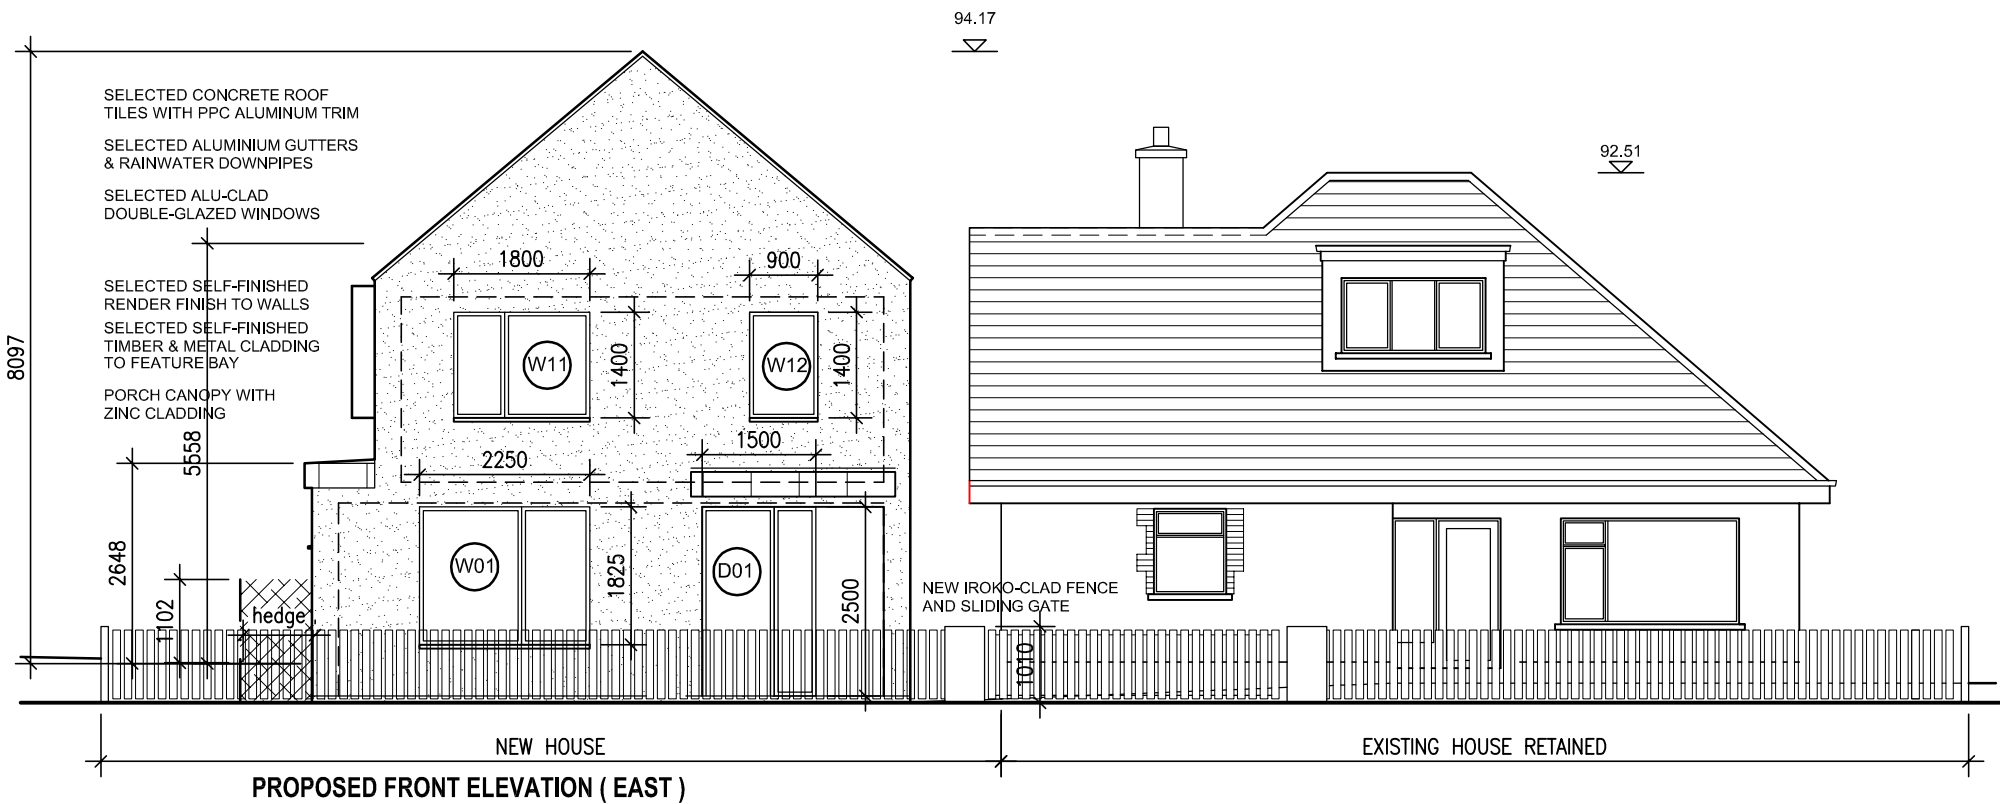 94.17
92.51
SELECTED CONCRETE ROOF
TILES WITH PPC ALUMINUM TRIM
SELECTED ALUMINIUM GUTTERS
& RAINWATER DOWNPIPES
SELECTED ALU-CLAD
DOUBLE-GLAZED WINDOWS
SELECTED SELF-FINISHED
RENDER FINISH TO WALLS
SELECTED SELF-FINISHED
TIMBER & METAL CLADDING
TO FEATURE BAY
PORCH CANOPY WITH
ZINC CLADDING
8097
5558
2648
1102
hedge
1800
900
W11
1400
W12
1400
2250
1500
W01
1825
D01
2500
NEW IROKO-CLAD FENCE
AND SLIDING GATE
1010
NEW HOUSE
EXISTING HOUSE RETAINED
PROPOSED FRONT ELEVATION ( EAST )